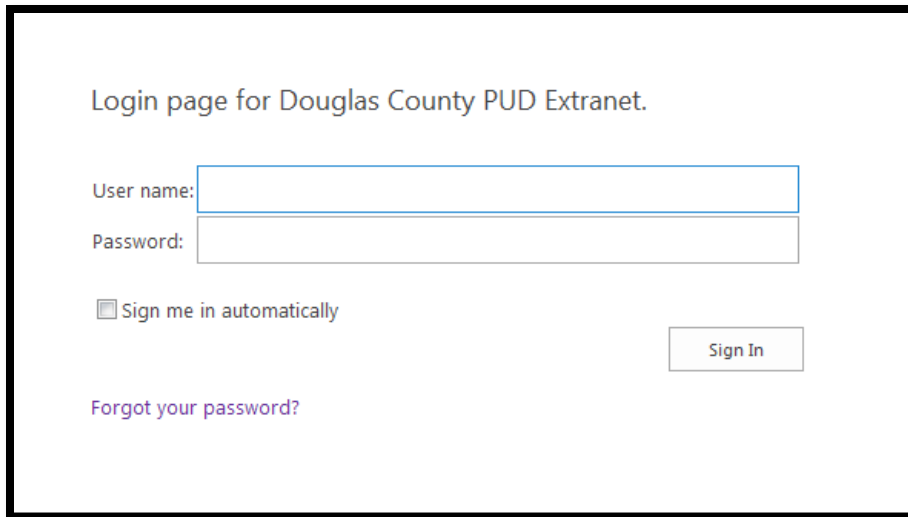 Login page for Douglas County PUD Extranet.
User name:
Password:
Sign me in automatically
Sign In
Forgot your password?